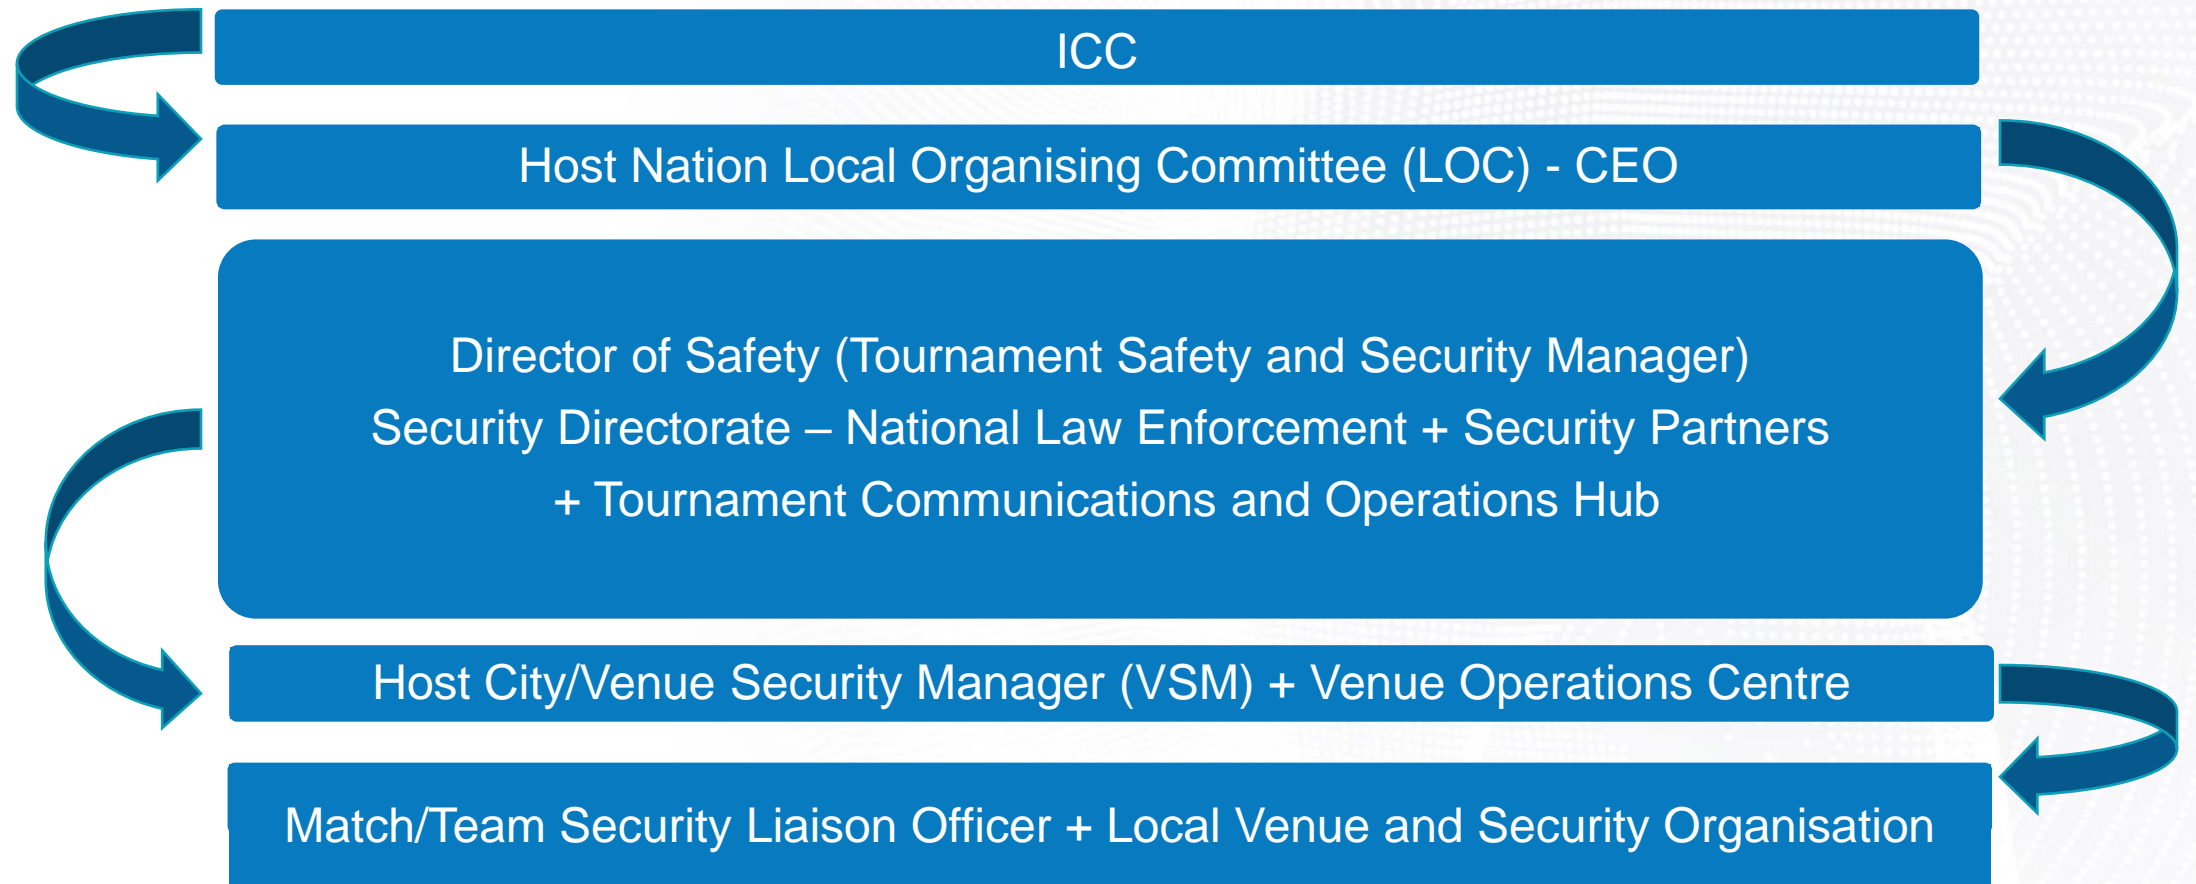 ICC
Host Nation Local Organising Committee (LOC) - CEO
Director of Safety (Tournament Safety and Security Manager)
Security Directorate – National Law Enforcement + Security Partners
+ Tournament Communications and Operations Hub
Host City/Venue Security Manager (VSM) + Venue Operations Centre
Match/Team Security Liaison Officer + Local Venue and Security Organisation